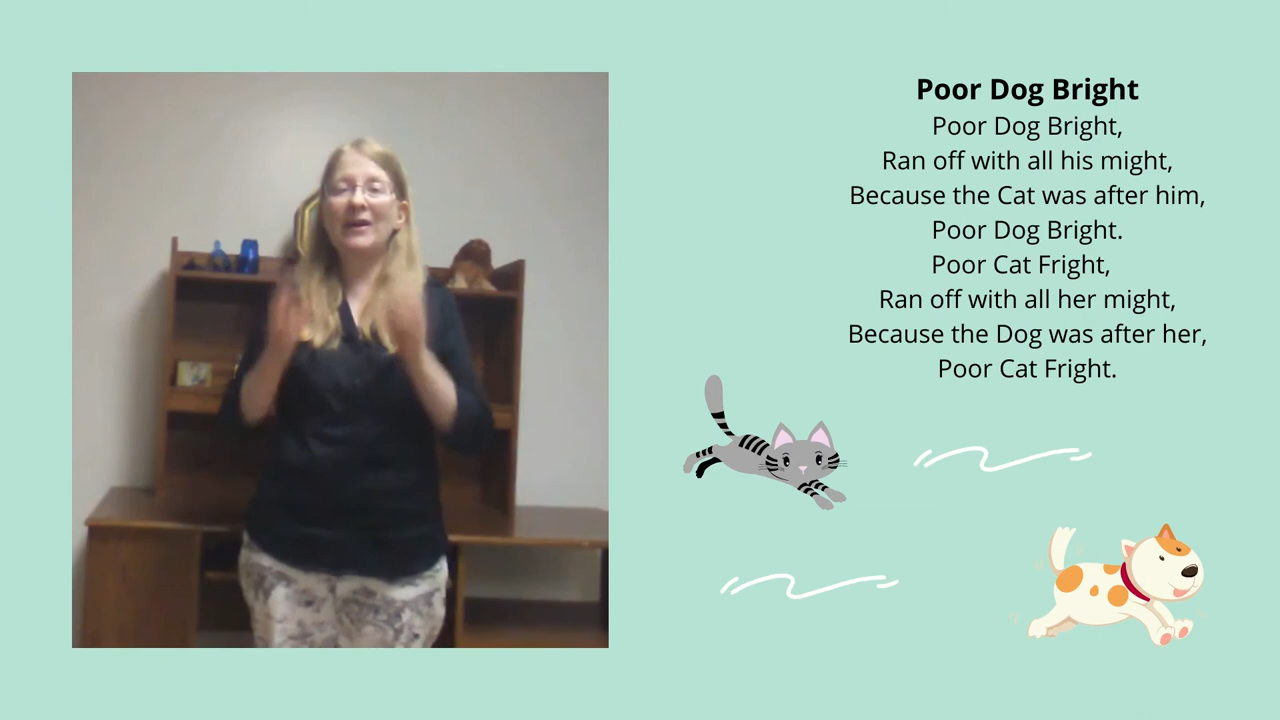 Poor Dog Bright
Poor Dog Bright,
Ran off with all his might,
Because the Cat was after him,
Poor Dog Bright.
Poor Cat Fright,
Ran off with all her might,
Because the Dog was after her,
Poor Cat Fright.